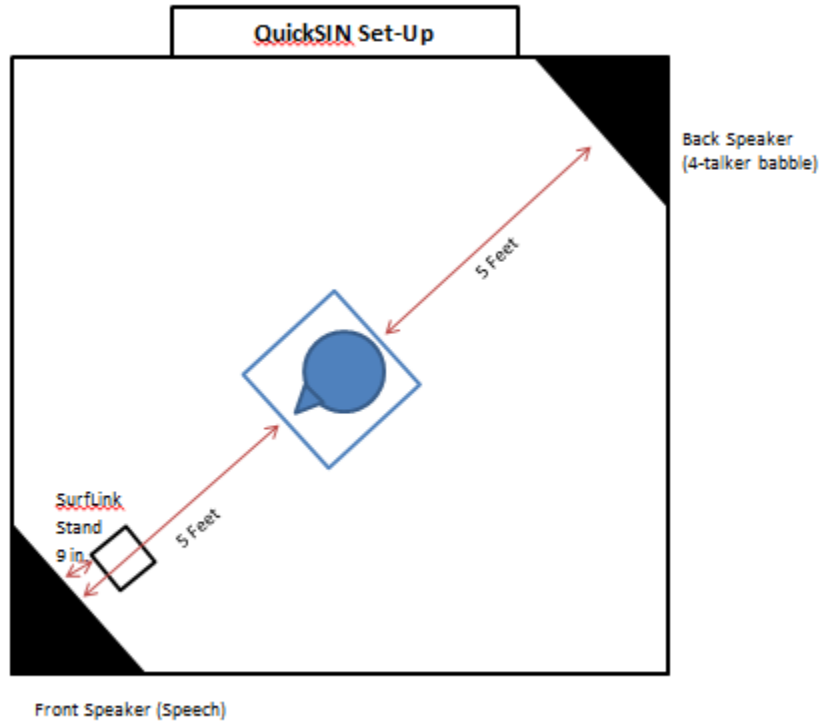 QuickSIN Set-Up
Back Speaker
(4-talker babble)
5 Feet
SurfLink
Stand
9 in
5 Feet
Front Speaker (Speech)